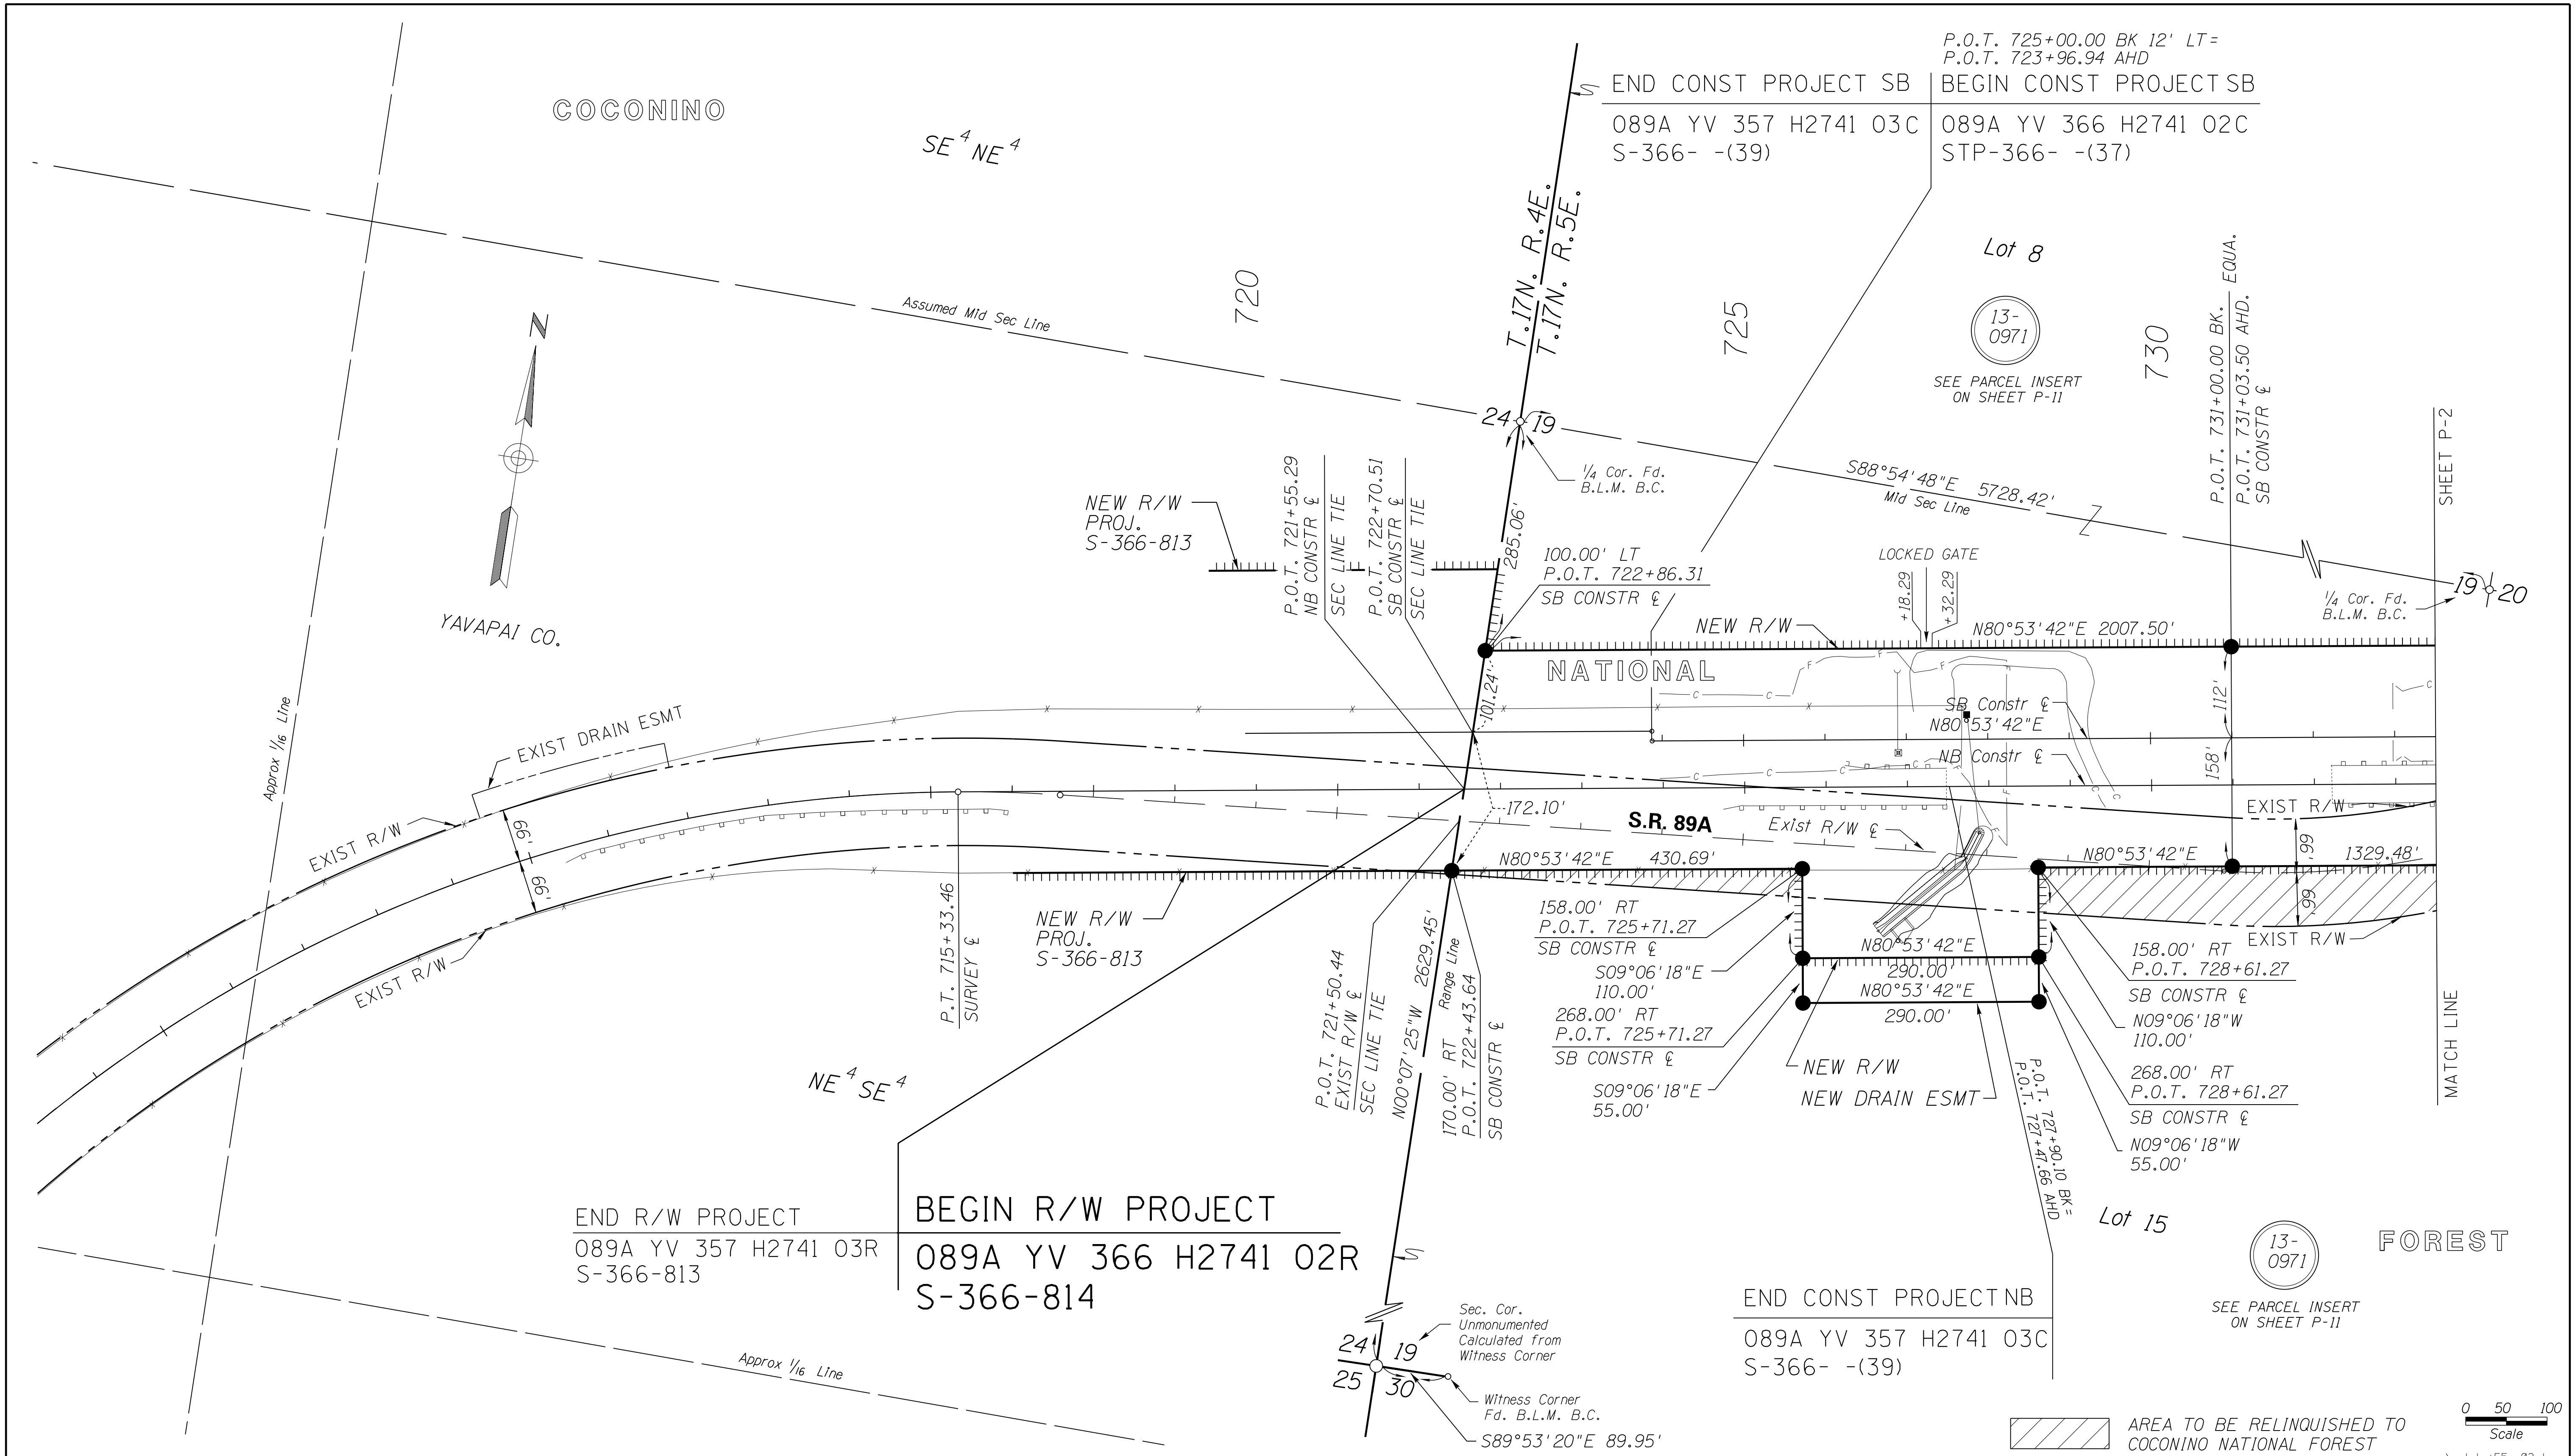 P.O.T. 725+00.00 BK 12' LT=
P.O.T. 723+96.94 AHD
END CONST PROJECT SB
089A YV 357 H2741 03C
S-366- -(39)
BEGIN CONST PROJECT SB
089A YV 366 H2741 02C
STP-366- -(37)
COCONINO
SE 4 NE 4
T.17N. R.4E.
T.17N. R.5E.
720
725
730
Lot 8
13-
0971
SEE PARCEL INSERT
ON SHEET P-11
P.O.T. 731+00.00 BK. EQUA.
P.O.T. 731+03.50 AHD.
SB CONSTR ℄
SHEET P-2
Assumed Mid Sec Line
N
YAVAPAI CO.
24
19
1/4 Cor. Fd.
B.L.M. B.C.
S88°54'48"E 5728.42'
Mid Sec Line
19
20
1/4 Cor. Fd.
B.L.M. B.C.
NEW R/W
PROJ.
S-366-813
P.O.T. 721+55.29
NB CONSTR ℄
SEC LINE TIE
P.O.T. 722+70.51
SB CONSTR ℄
SEC LINE TIE
285.06'
100.00' LT
P.O.T. 722+86.31
SB CONSTR ℄
LOCKED GATE
+18.29
+32.29
NEW R/W
N80°53'42"E 2007.50'
NATIONAL
101.24'
SB Constr ℄
N80°53'42"E
NB Constr ℄
112'
158'
Approx 1/16 Line
EXIST DRAIN ESMT
EXIST R/W
66'
66'
EXIST R/W
172.10'
S.R. 89A
Exist R/W ℄
EXIST R/W
66'
66'
EXIST R/W
N80°53'42"E 430.69'
N80°53'42"E 1329.48'
P.T. 715+33.46
SURVEY ℄
NEW R/W
PROJ.
S-366-813
P.O.T. 721+50.44
EXIST R/W ℄
SEC LINE TIE
N00°07'25"W 2629.45'
Range Line
170.00' RT
P.O.T. 722+43.64
SB CONSTR ℄
158.00' RT
P.O.T. 725+71.27
SB CONSTR ℄
S09°06'18"E
110.00'
268.00' RT
P.O.T. 725+71.27
SB CONSTR ℄
S09°06'18"E
55.00'
N80°53'42"E
290.00'
N80°53'42"E
290.00'
NEW R/W
NEW DRAIN ESMT
158.00' RT
P.O.T. 728+61.27
SB CONSTR ℄
N09°06'18"W
110.00'
268.00' RT
P.O.T. 728+61.27
SB CONSTR ℄
N09°06'18"W
55.00'
MATCH LINE
P.O.T. 727+90.10 BK=
P.O.T. 727+47.66 AHD
NE 4 SE 4
END R/W PROJECT
089A YV 357 H2741 03R
S-366-813
BEGIN R/W PROJECT
089A YV 366 H2741 02R
S-366-814
Lot 15
13-
0971
SEE PARCEL INSERT
ON SHEET P-11
FOREST
END CONST PROJECT NB
089A YV 357 H2741 03C
S-366- -(39)
Sec. Cor.
Unmonumented
Calculated from
Witness Corner
24
19
25
30
Witness Corner
Fd. B.L.M. B.C.
S89°53'20"E 89.95'
Approx 1/16 Line
AREA TO BE RELINQUISHED TO
COCONINO NATIONAL FOREST
0 50 100
Scale